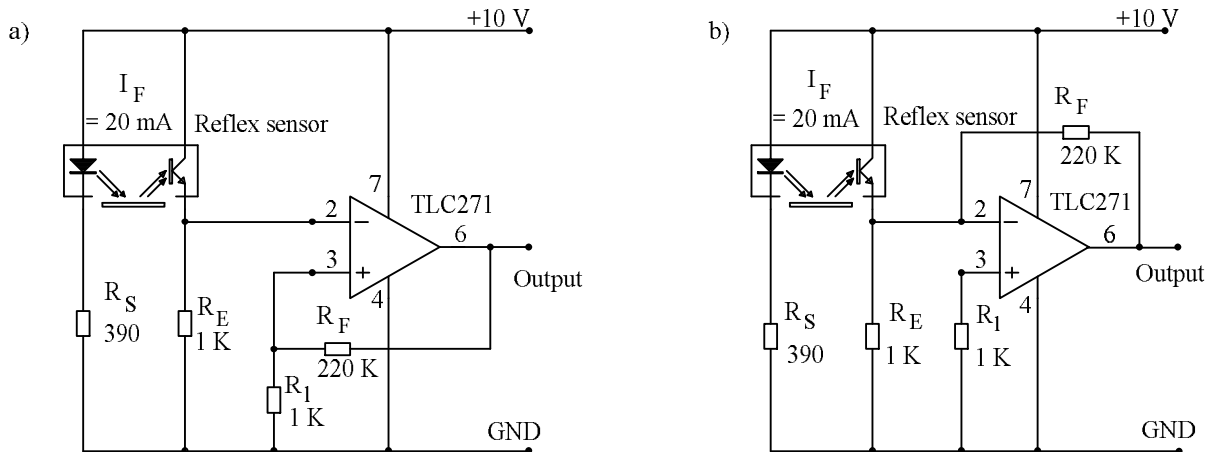 a)
+10 V
I F
= 20 mA
Reflex sensor
7
TLC271
2
6
3
Output
4
R S
390
R E
1 K
R F
220 K
R 1
1 K
GND
b)
+10 V
I F
= 20 mA
Reflex sensor
R F
220 K
7
TLC271
2
6
3
Output
4
R S
390
R E
1 K
R 1
1 K
GND